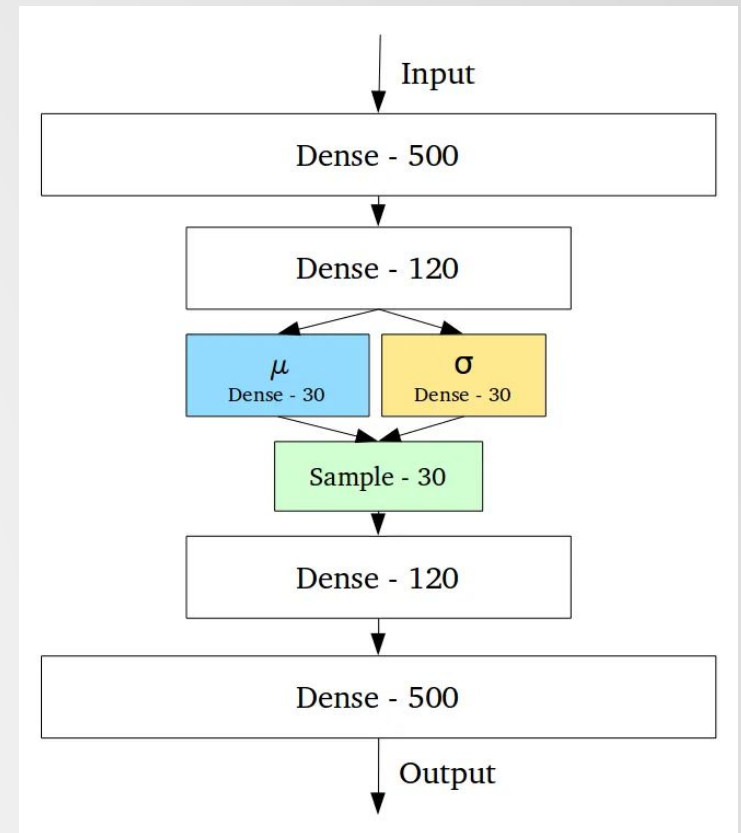 Input
Dense - 500
Dense - 120
μ
Dense - 30
σ
Dense - 30
Sample - 30
Dense - 120
Dense - 500
Output